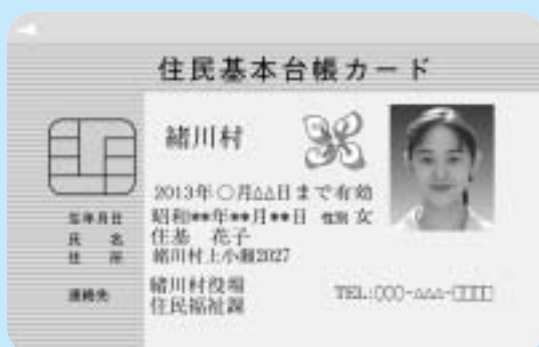 住民基本台帳カード
緒川村
2013年○月△△日まで有効
生年月日 昭和**年**月**日 性別 女
氏名 住基 花子
住所 緒川村上小瀬2027
連絡先 緒川村役場
住民福祉課
TEL:○○○-△△△-□□□□